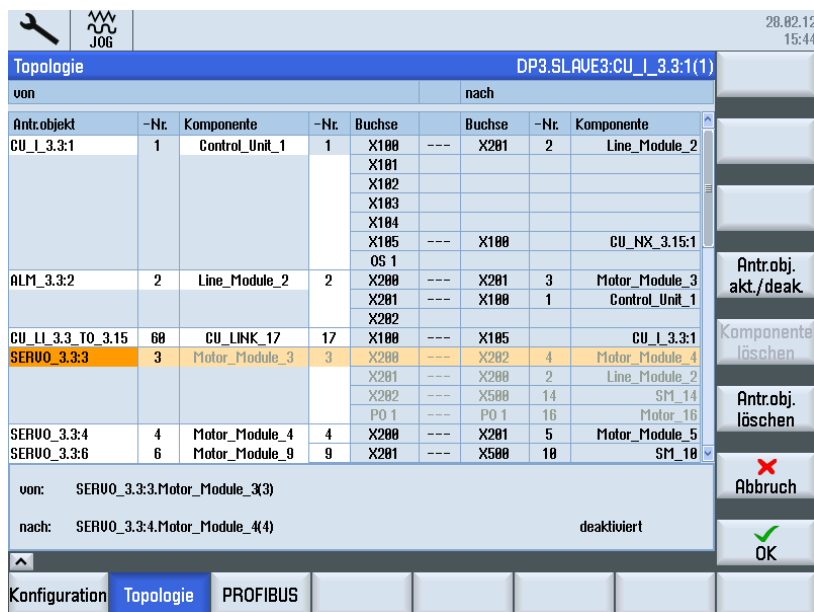 JOG
28.02.12
15:44
Topologie DP3.SLAVE3:CU_I_3.3:1(1)
von nach
Antr.objekt -Nr. Komponente -Nr. Buchse Buchse -Nr. Komponente
CU_I_3.3:1 1 Control_Unit_1 1 X100 --- X201 2 Line_Module_2
X101
X102
X103
X104
X105 --- X100 CU_NX_3.15:1
OS 1
ALM_3.3:2 2 Line_Module_2 2 X200 --- X201 3 Motor_Module_3
X201 --- X100 1 Control_Unit_1
X202
CU_LI_3.3_TO_3.15 60 CU_LINK_17 17 X100 --- X105 CU_I_3.3:1
SERVO_3.3:3 3 Motor_Module_3 3 X200 --- X202 4 Motor_Module_4
X201 --- X200 2 Line_Module_2
X202 --- X500 14 SM_14
PO 1 --- PO 1 16 Motor_16
SERVO_3.3:4 4 Motor_Module_4 4 X200 --- X201 5 Motor_Module_5
SERVO_3.3:6 6 Motor_Module_9 9 X201 --- X500 10 SM_10
von: SERVO_3.3:3.Motor_Module_3(3)
nach: SERVO_3.3:4.Motor_Module_4(4) deaktiviert
Antr.obj.
akt./deak.
Komponente
löschen
Antr.obj.
löschen
Abbruch
OK
Konfiguration Topologie PROFIBUS